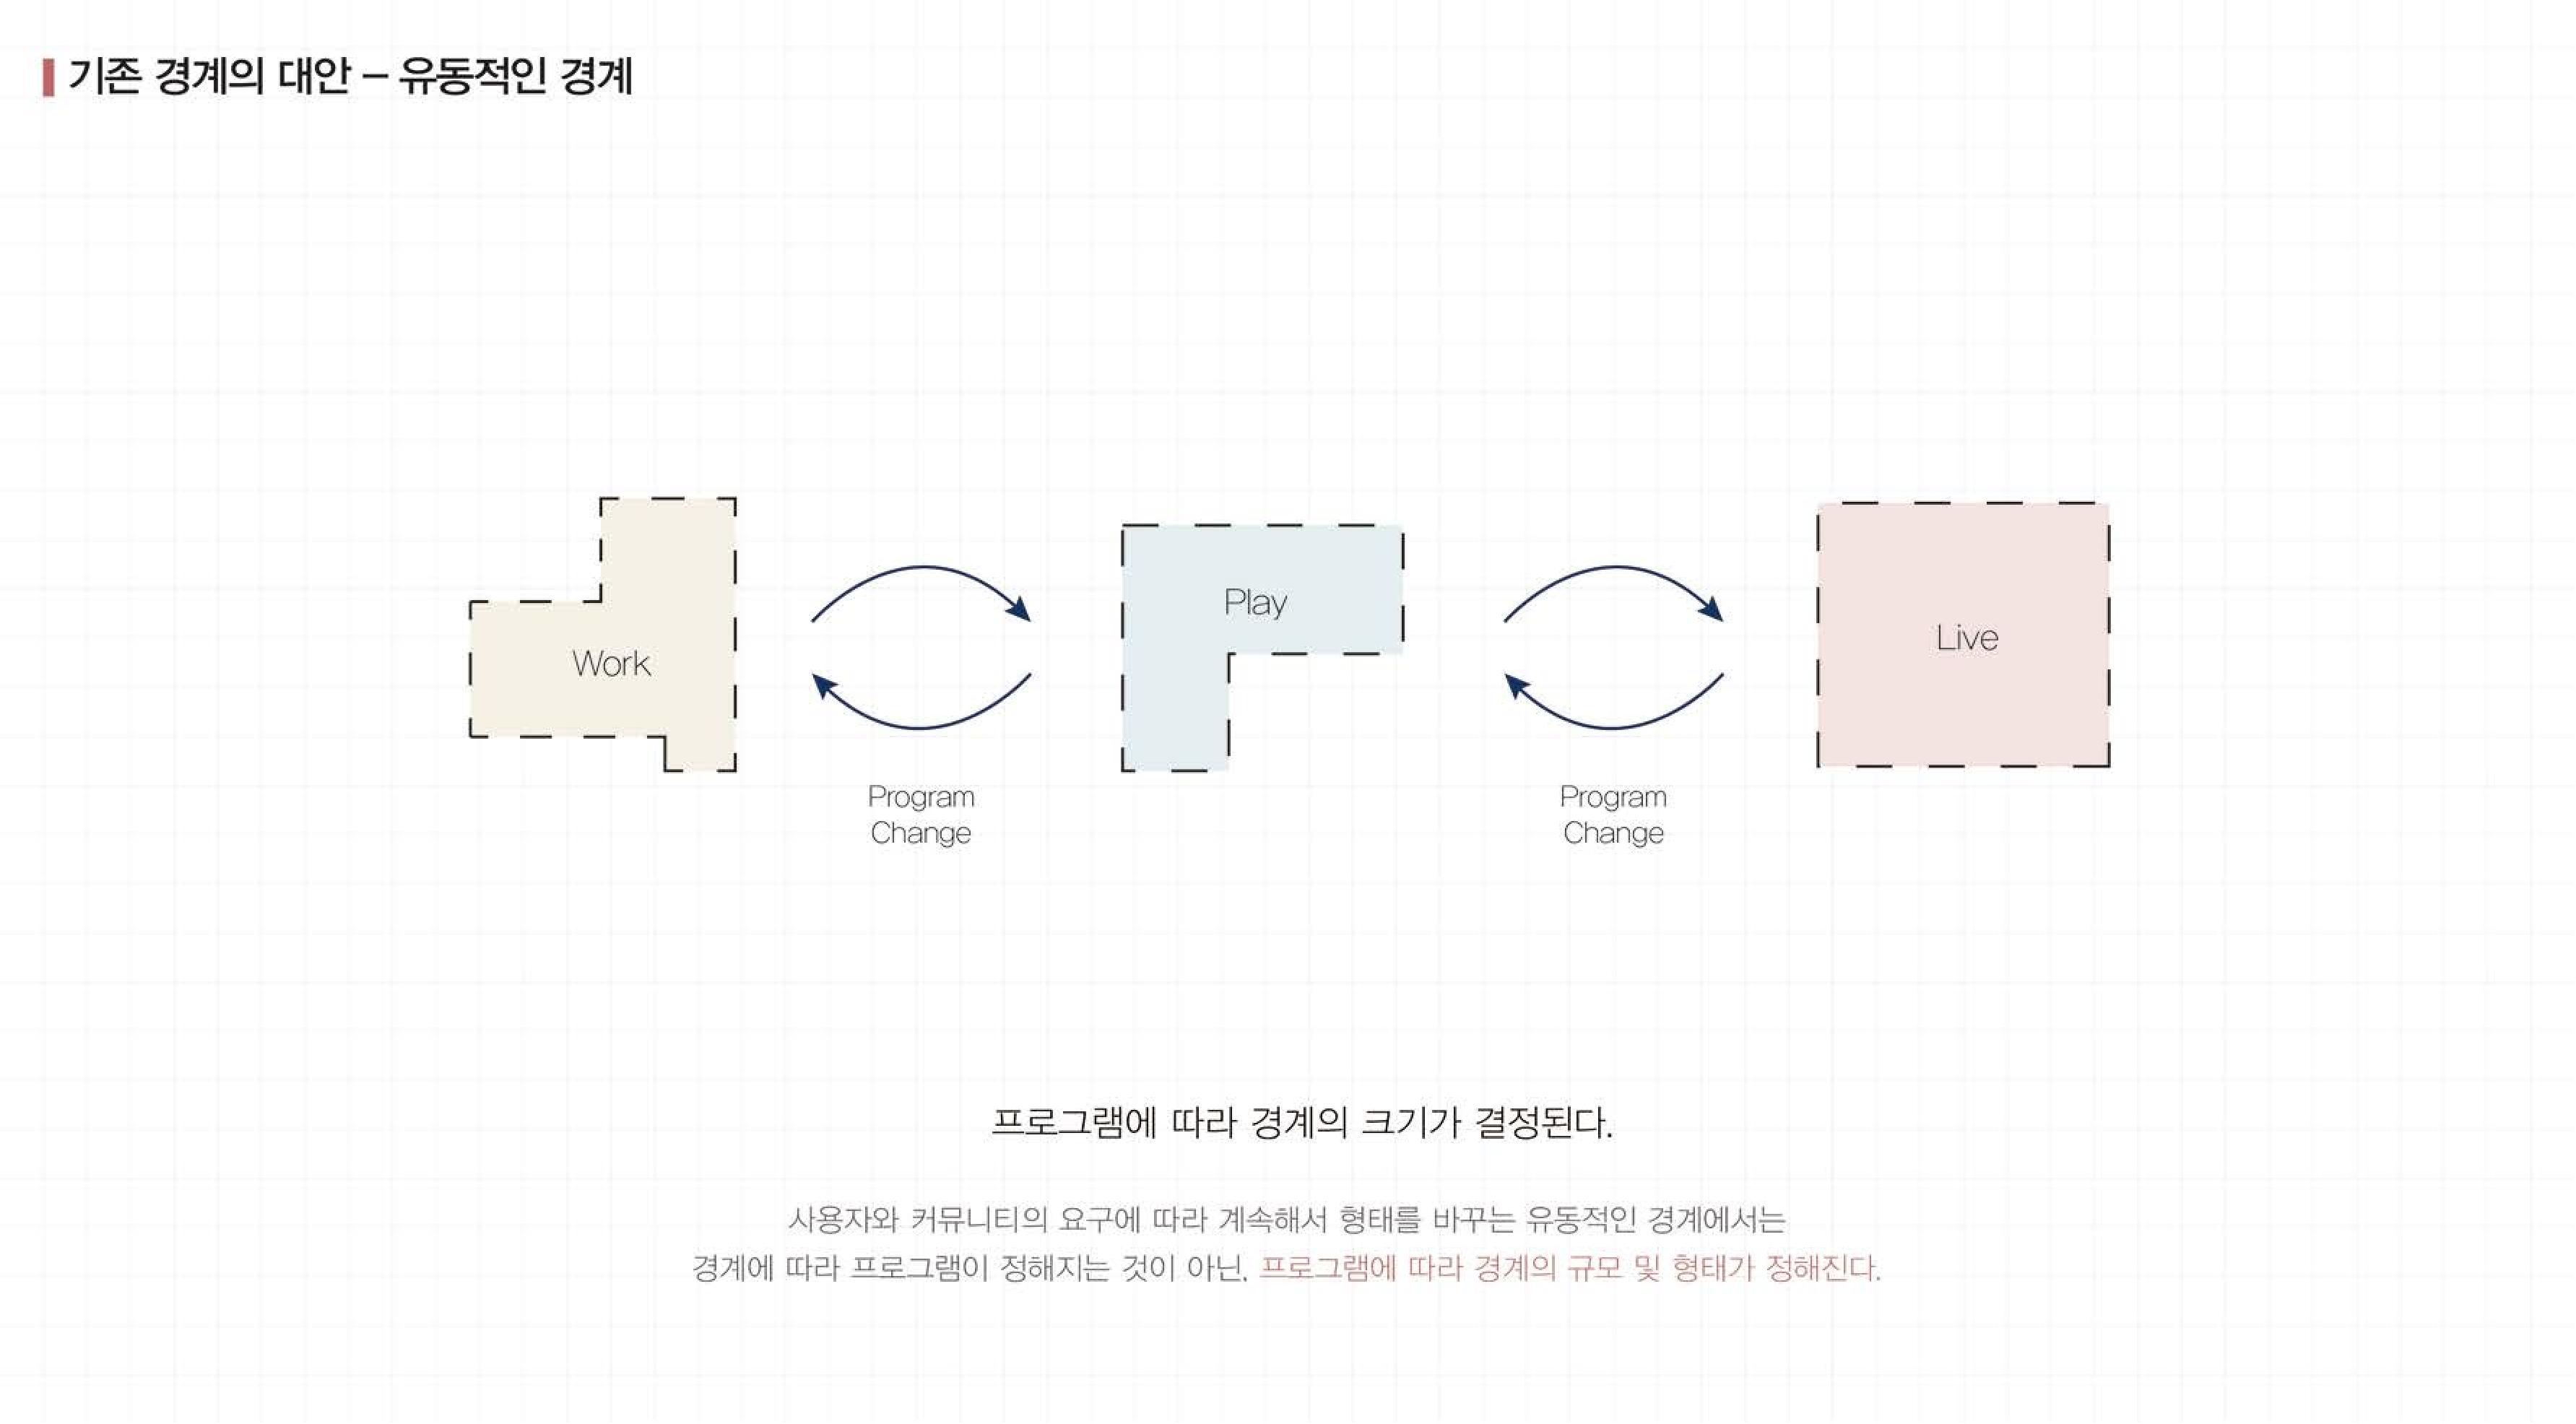 기존 경계의 대안 – 유동적인 경계
Work
Play
Live
Program
Change
Program
Change
프로그램에 따라 경계의 크기가 결정된다.
사용자와 커뮤니티의 요구에 따라 계속해서 형태를 바꾸는 유동적인 경계에서는
경계에 따라 프로그램이 정해지는 것이 아닌, 프로그램에 따라 경계의 규모 및 형태가 정해진다.